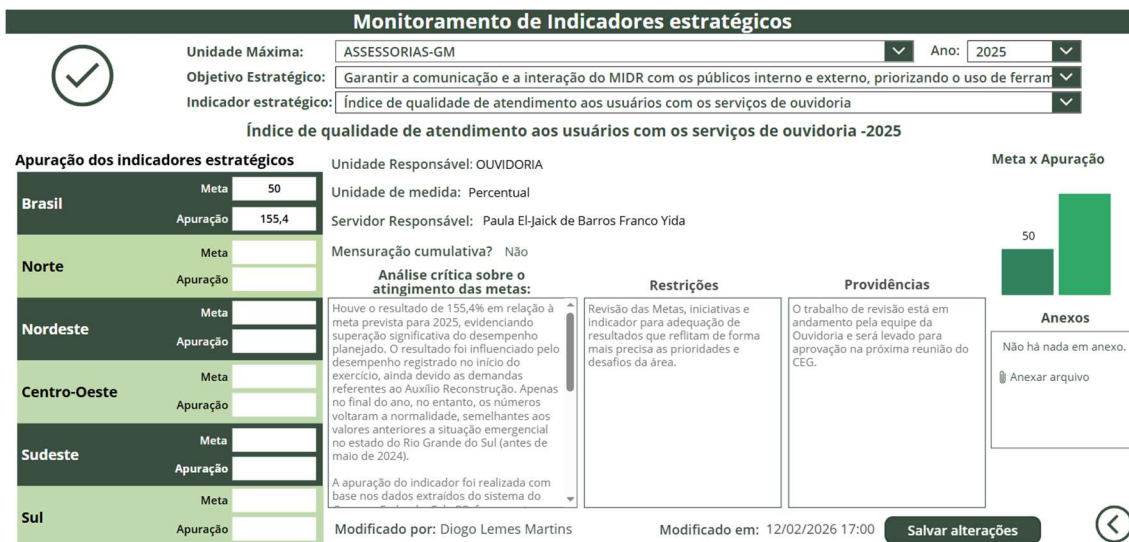 Monitoramento de Indicadores estratégicos
Unidade Máxima: ASSESSORIAS-GM Ano: 2025
Objetivo Estratégico: Garantir a comunicação e a interação do MIDR com os públicos interno e externo, priorizando o uso de ferram
Indicador estratégico: Índice de qualidade de atendimento aos usuários com os serviços de ouvidoria
Índice de qualidade de atendimento aos usuários com os serviços de ouvidoria -2025
Apuração dos indicadores estratégicos
Brasil
Meta 50
Apuração 155,4
Norte
Meta
Apuração
Nordeste
Meta
Apuração
Centro-Oeste
Meta
Apuração
Sudeste
Meta
Apuração
Sul
Meta
Apuração
Unidade Responsável: OUVIDORIA
Unidade de medida: Percentual
Servidor Responsável: Paula El-Jaick de Barros Franco Yida
Mensuração cumulativa? Não
Análise crítica sobre o
atingimento das metas:
Houve o resultado de 155,4% em relação à
meta prevista para 2025, evidenciando
superação significativa do desempenho
planejado. O resultado foi influenciado pelo
desempenho registrado no início do
exercício, ainda devido as demandas
referentes ao Auxílio Reconstrução. Apenas
no final do ano, no entanto, os números
voltaram a normalidade, semelhantes aos
valores anteriores a situação emergencial
no estado do Rio Grande do Sul (antes de
maio de 2024).
A apuração do indicador foi realizada com
base nos dados extraídos do sistema do
Restrições
Revisão das Metas, iniciativas e
indicador para adequação de
resultados que reflitam de forma
mais precisa as prioridades e
desafios da área.
Providências
O trabalho de revisão está em
andamento pela equipe da
Ouvidoria e será levado para
aprovação na próxima reunião do
CEG.
Meta x Apuração
50
Anexos
Não há nada em anexo.
Anexar arquivo
Modificado por: Diogo Lemes Martins
Modificado em: 12/02/2026 17:00
Salvar alterações